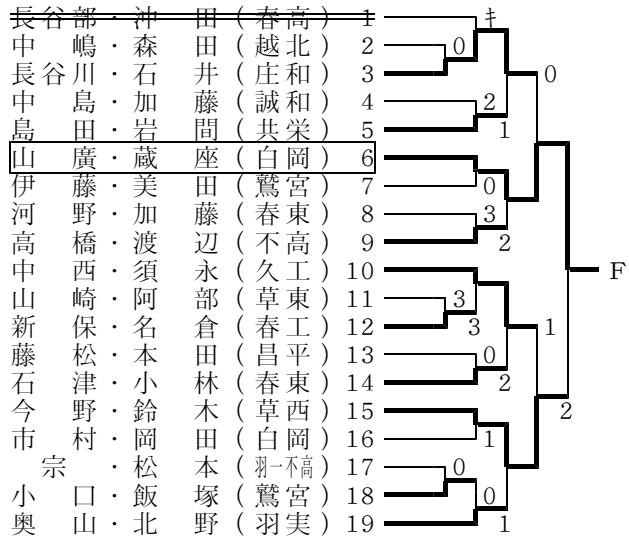 長谷部・沖田(春高) 1 キ
中嶋・森田(越北) 2 0
長谷川・石井(庄和) 3 0
中島・加藤(誠和) 4 2
島田・岩間(共栄) 5 1
山廣・蔵座(白岡) 6
伊藤・美田(鷲宮) 7 0
河野・加藤(春東) 8 3
高橋・渡辺(不高) 9 2
中西・須永(久工) 10 F
山崎・阿部(草東) 11 3
新保・名倉(春工) 12 3 1
藤松・本田(昌平) 13 0
石津・小林(春東) 14 2
今野・鈴木(草西) 15 2
市村・岡田(白岡) 16 1
宗・松本(羽一不高) 17 0
小口・飯塚(鷲宮) 18 0
奥山・北野(羽実) 19 1